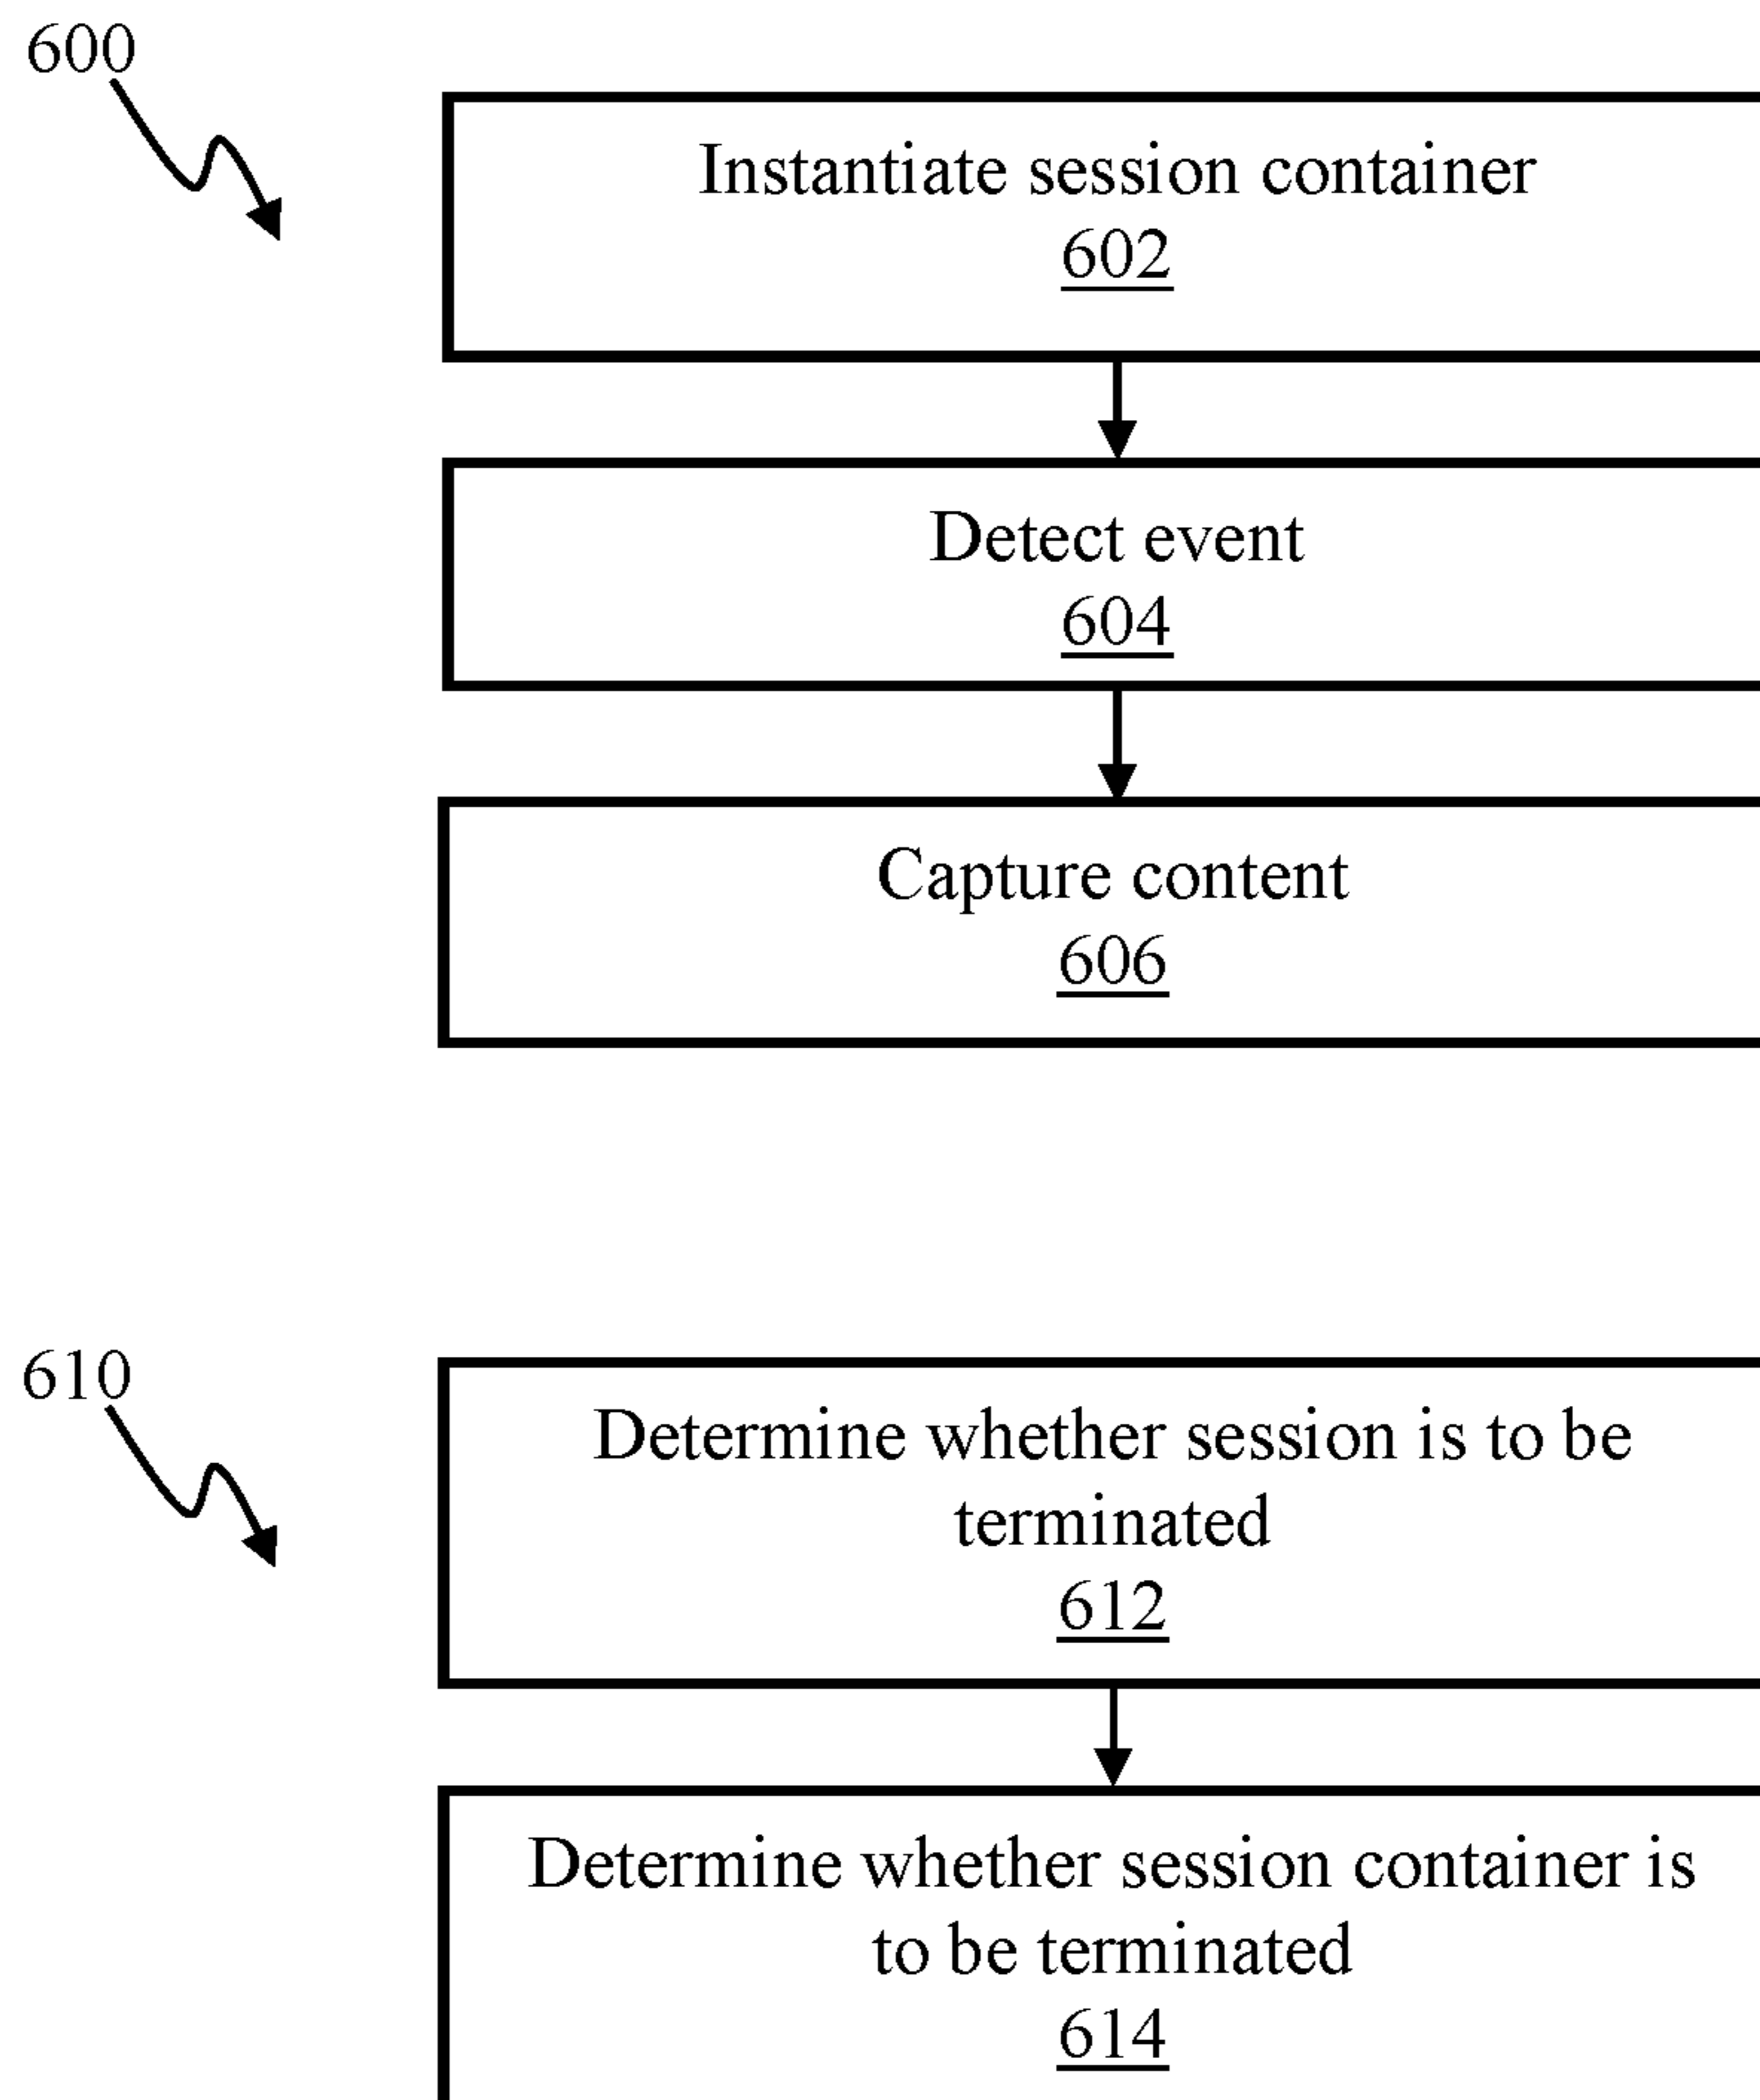 600
Instantiate session container
602
Detect event
604
Capture content
606
610
Determine whether session is to be
terminated
612
Determine whether session container is
to be terminated
614